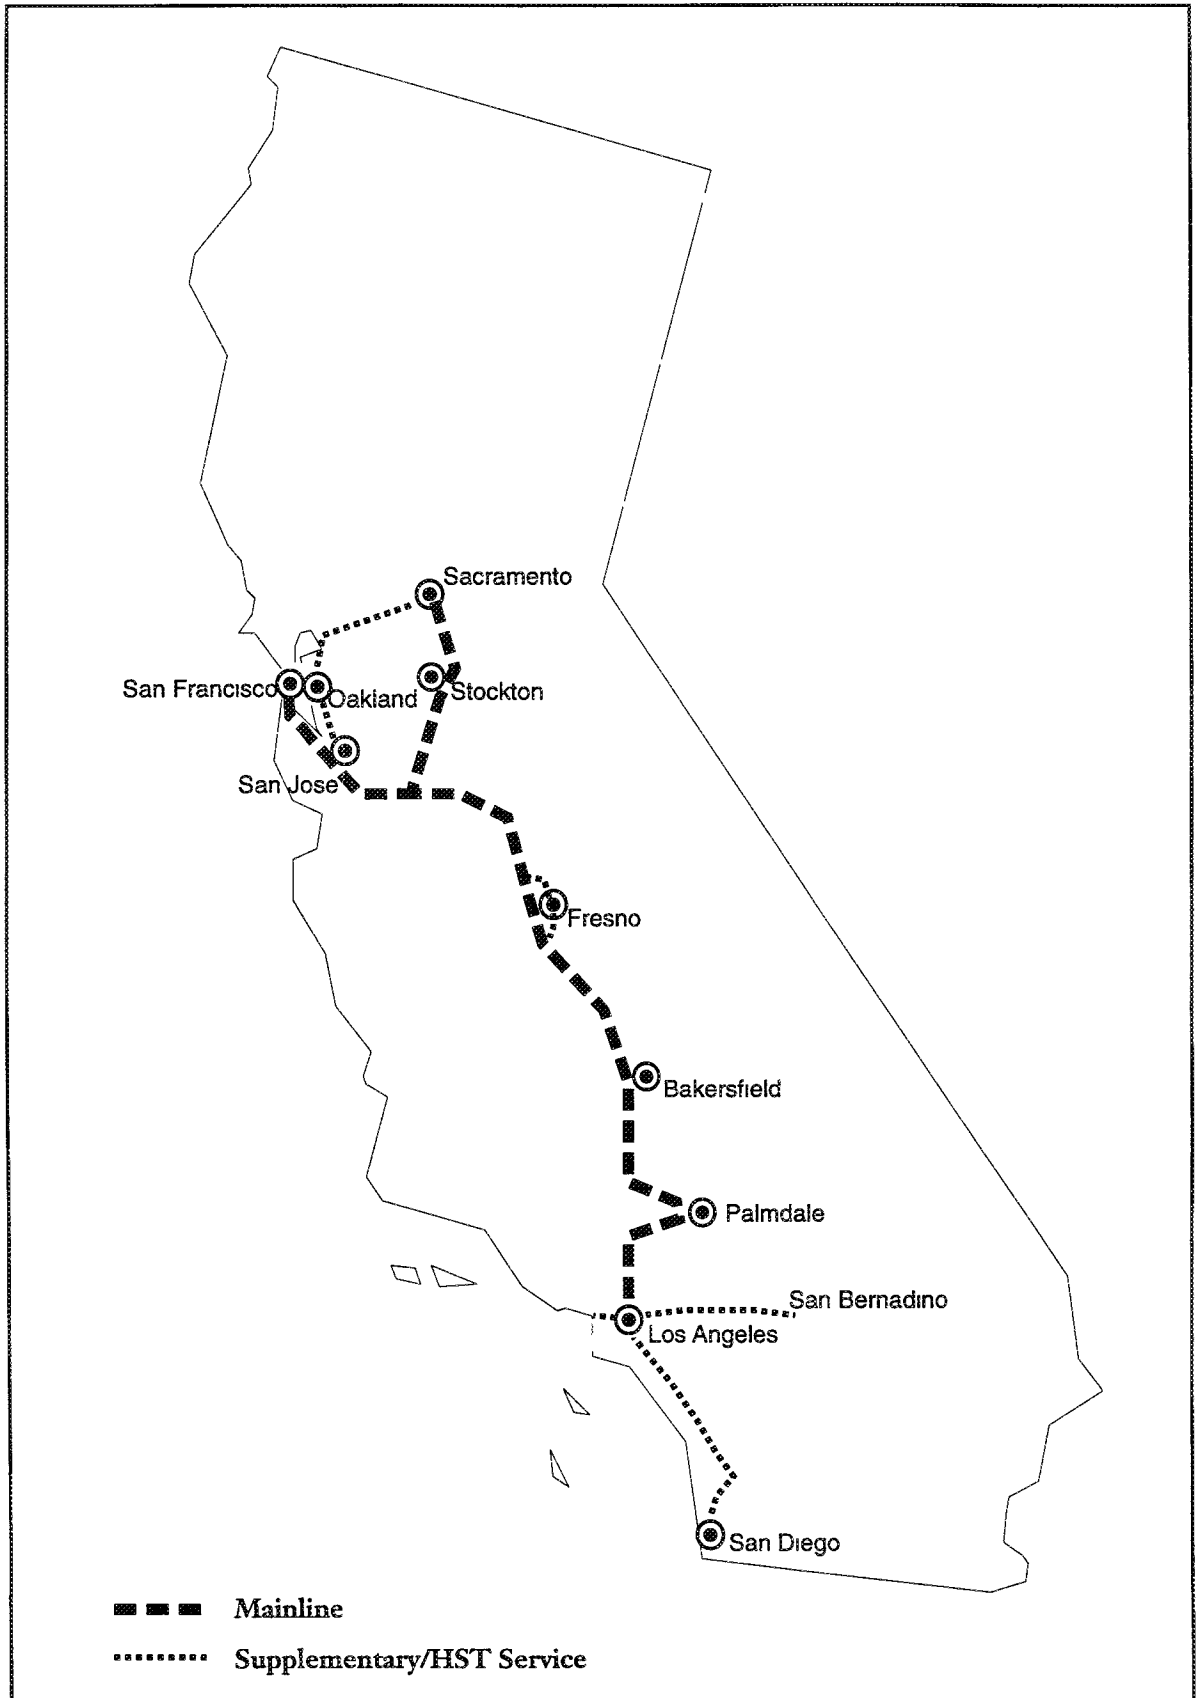 Sacramento
San Francisco
Oakland
Stockton
San Jose
Fresno
Bakersfield
Palmdale
San Bernadino
Los Angeles
San Diego
Mainline
Supplementary/HST Service